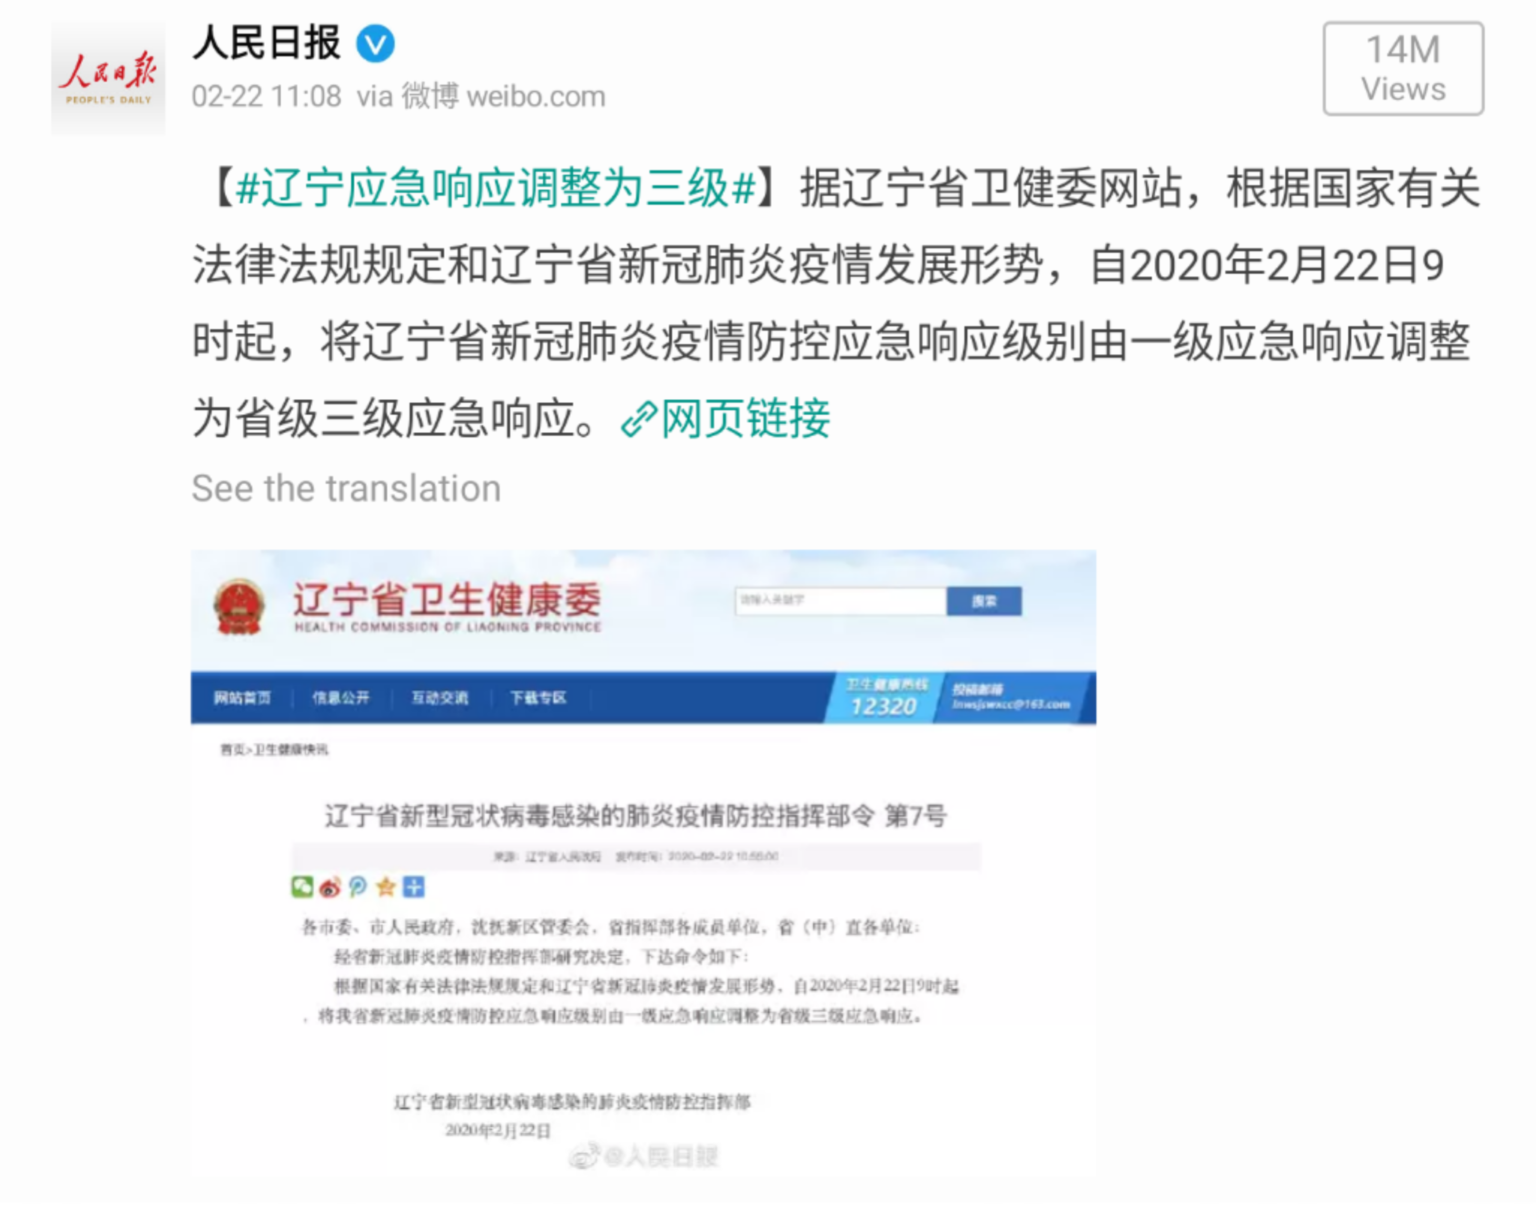 人民日报
PEOPLE'S DAILY
人民日报
02-22 11:08 via 微博 weibo.com
14M
Views
【#辽宁应急响应调整为三级#】据辽宁省卫健委网站，根据国家有关
法律法规规定和辽宁省新冠肺炎疫情发展形势，自2020年2月22日9
时起，将辽宁省新冠肺炎疫情防控应急响应级别由一级应急响应调整
为省级三级应急响应。网页链接
See the translation
辽宁省卫生健康委
HEALTH COMMISSION OF LIAONING PROVINCE
请输入关键字
搜索
网站首页 信息公开 互动交流 下载专区
卫生健康热线
12320
投稿邮箱
lnwsjswxcc@163.com
首页>卫生健康快讯
辽宁省新型冠状病毒感染的肺炎疫情防控指挥部令 第7号
来源：辽宁省人民政府 发布时间：2020-02-22 10:55:00
各市委、市人民政府，沈抚新区管委会，省指挥部各成员单位，省（中）直各单位：
经省新冠肺炎疫情防控指挥部研究决定，下达命令如下：
根据国家有关法律法规规定和辽宁省新冠肺炎疫情发展形势，自2020年2月22日9时起
，将我省新冠肺炎疫情防控应急响应级别由一级应急响应调整为省级三级应急响应。
辽宁省新型冠状病毒感染的肺炎疫情防控指挥部
2020年2月22日
@人民日报